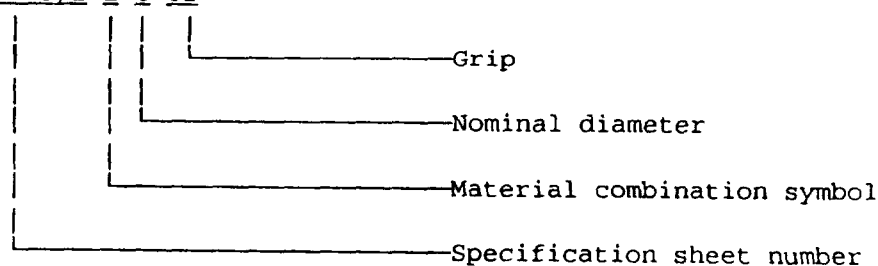 Grip
Nominal diameter
Material combination symbol
Specification sheet number